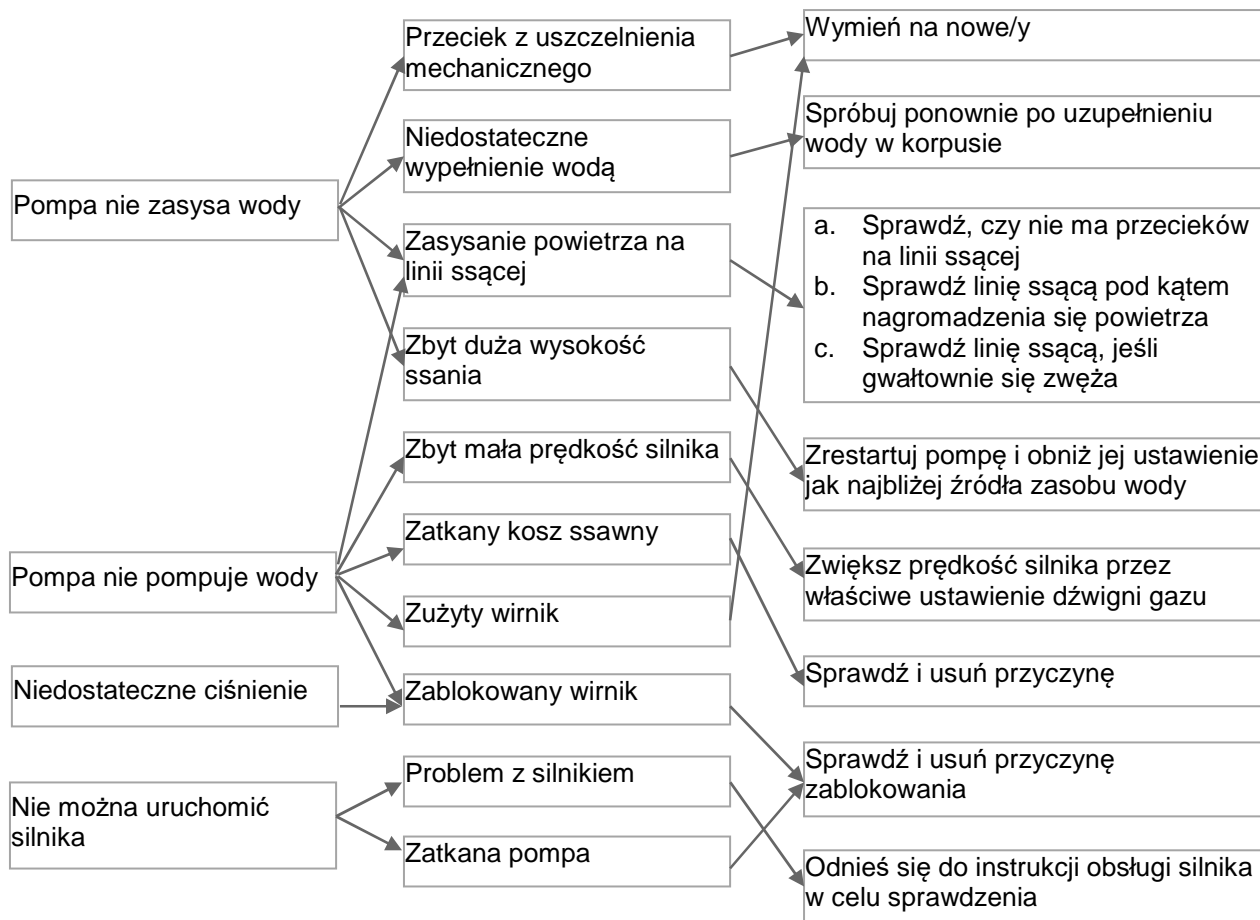 Pompa nie zasysa wody
Pompa nie pompuje wody
Niedostateczne ciśnienie
Nie można uruchomić
silnika
Przeciek z uszczelnienia
mechanicznego
Niedostateczne
wypełnienie wodą
Zasysanie powietrza na
linii ssącej
Zbyt duża wysokość
ssania
Zbyt mała prędkość silnika
Zatkany kosz ssawny
Zużyty wirnik
Zablokowany wirnik
Problem z silnikiem
Zatkana pompa
Wymień na nowe/y
Spróbuj ponownie po uzupełnieniu
wody w korpusie
a. Sprawdź, czy nie ma przecieków
na linii ssącej
b. Sprawdź linię ssącą pod kątem
nagromadzenia się powietrza
c. Sprawdź linię ssącą, jeśli
gwałtownie się zwęża
Zrestartuj pompę i obniż jej ustawienie
jak najbliżej źródła zasobu wody
Zwiększ prędkość silnika przez
właściwe ustawienie dźwigni gazu
Sprawdź i usuń przyczynę
Sprawdź i usuń przyczynę
zablokowania
Odnieś się do instrukcji obsługi silnika
w celu sprawdzenia